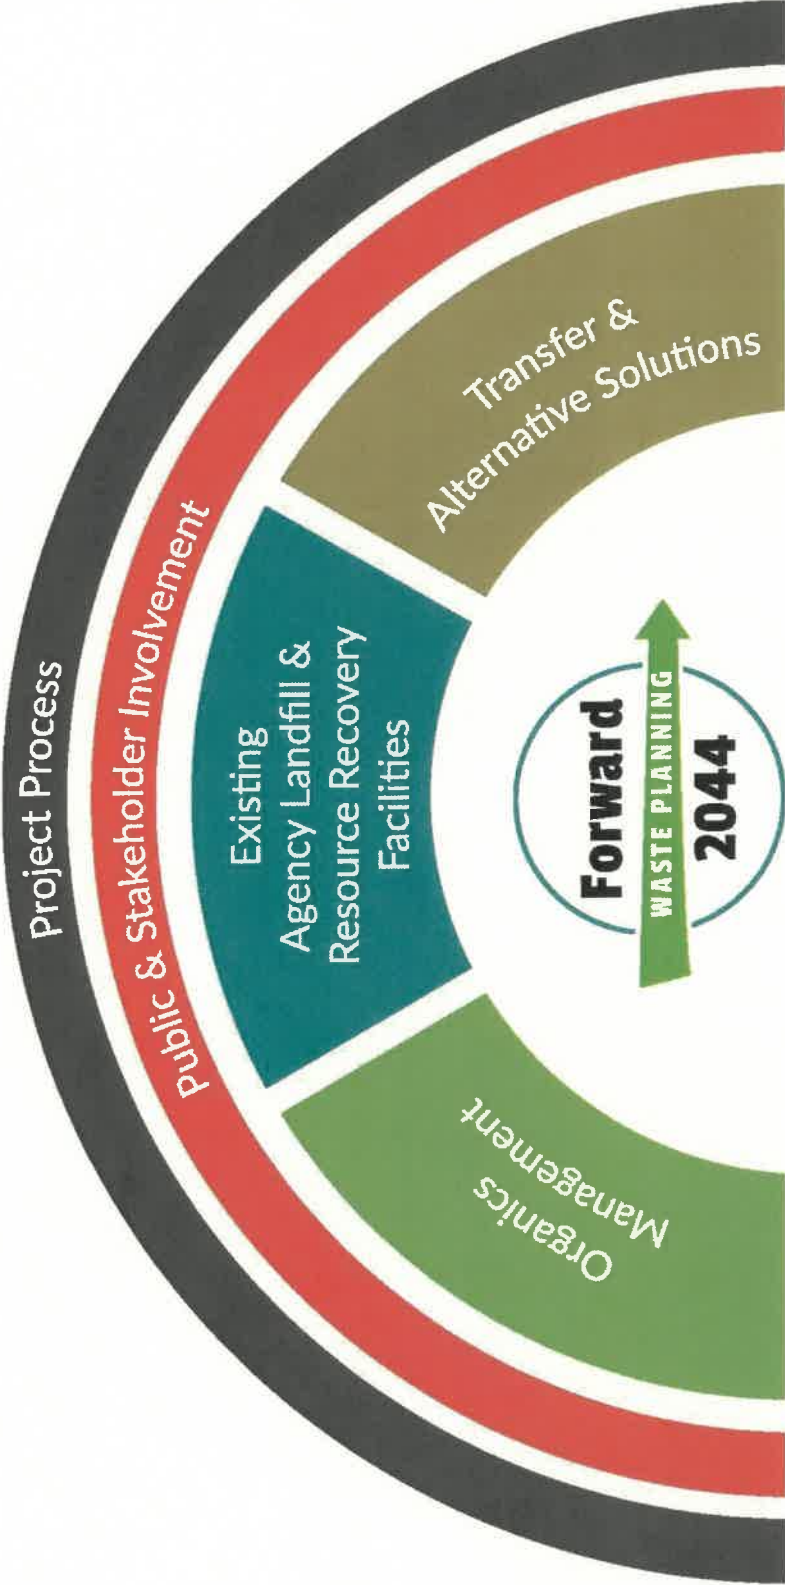 Project Process
Public & Stakeholder Involvement
Organics
Management
Existing
Agency Landfill &
Resource Recovery
Facilities
Transfer &
Alternative Solutions
Forward
WASTE PLANNING
2044